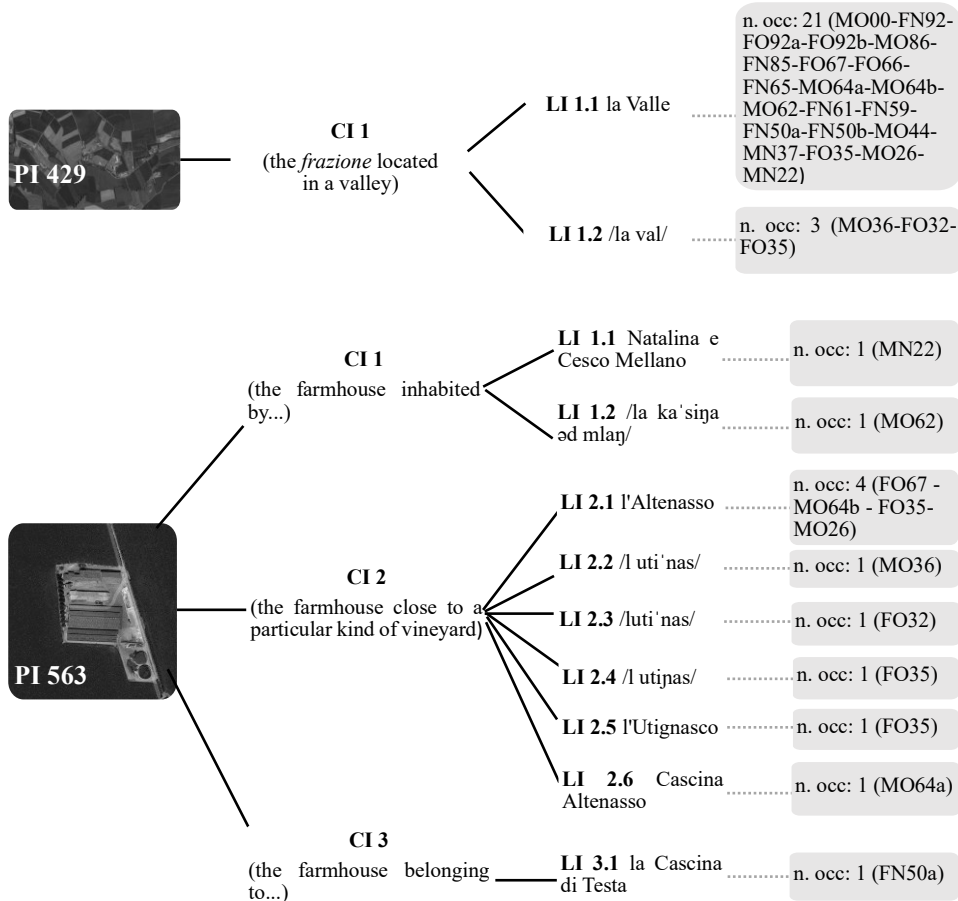 n. occ: 21 (MO00-FN92-
FO92a-FO92b-MO86-
FN85-FO67-FO66-
FN65-MO64a-MO64b-
MO62-FN61-FN59-
FN50a-FN50b-MO44-
MN37-FO35-MO26-
MN22)
LI 1.1 la Valle
CI 1
(the frazione located
in a valley)
PI 429
LI 1.2 /la val/
n. occ: 3 (MO36-FO32-
FO35)
CI 1
(the farmhouse inhabited
by...)
LI 1.1 Natalina e
Cesco Mellano
n. occ: 1 (MN22)
LI 1.2 /la kaˈsiŋa
əd mlaŋ/
n. occ: 1 (MO62)
PI 563
CI 2
(the farmhouse close to a
particular kind of vineyard)
LI 2.1 l'Altenasso
n. occ: 4 (FO67 -
MO64b - FO35-
MO26)
LI 2.2 /l utiˈnas/
n. occ: 1 (MO36)
LI 2.3 /lutiˈnas/
n. occ: 1 (FO32)
LI 2.4 /l utiɲas/
n. occ: 1 (FO35)
LI 2.5 l'Utignasco
n. occ: 1 (FO35)
LI 2.6 Cascina
Altenasso
n. occ: 1 (MO64a)
CI 3
(the farmhouse belonging
to...)
LI 3.1 la Cascina
di Testa
n. occ: 1 (FN50a)